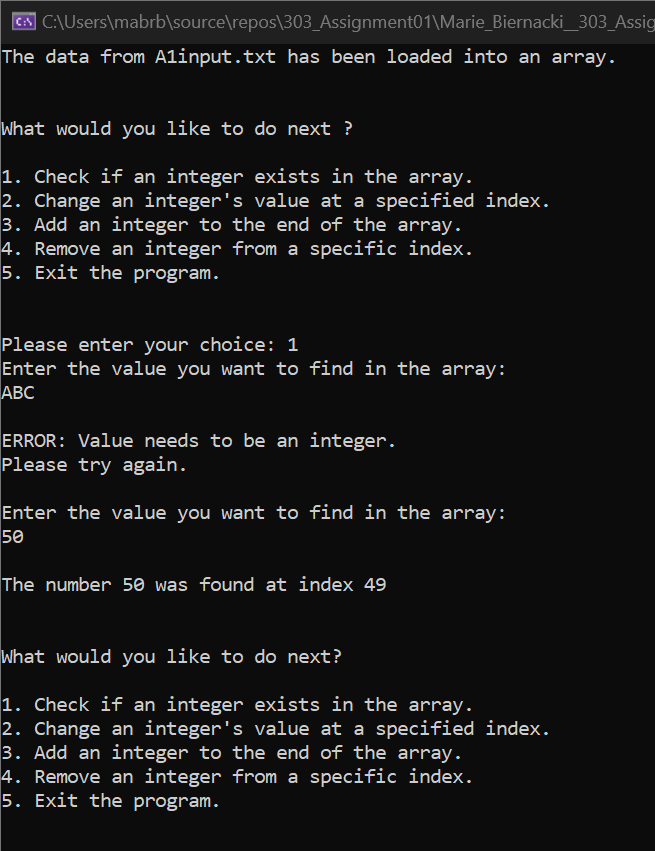 C:\Users\mabrb\source\repos\303_Assignment01\Marie_Biernacki__303_Assig
The data from A1input.txt has been loaded into an array.
What would you like to do next ?
1. Check if an integer exists in the array.
2. Change an integer's value at a specified index.
3. Add an integer to the end of the array.
4. Remove an integer from a specific index.
5. Exit the program.
Please enter your choice: 1
Enter the value you want to find in the array:
ABC
ERROR: Value needs to be an integer.
Please try again.
Enter the value you want to find in the array:
50
The number 50 was found at index 49
What would you like to do next?
1. Check if an integer exists in the array.
2. Change an integer's value at a specified index.
3. Add an integer to the end of the array.
4. Remove an integer from a specific index.
5. Exit the program.